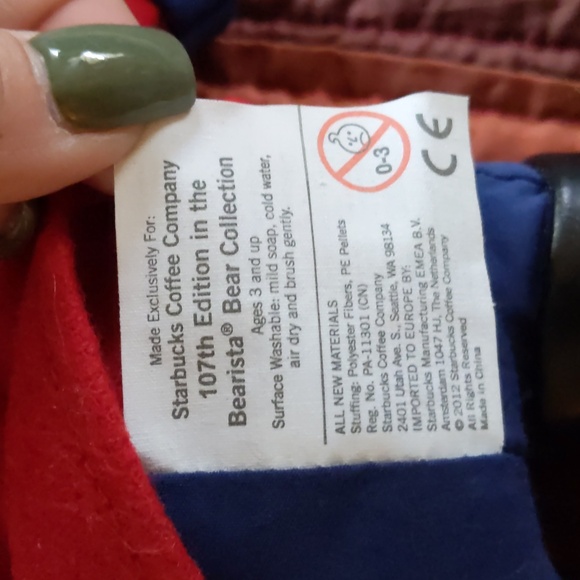 Made Exclusively For:
Starbucks Coffee Company
107th Edition in the
Bearista® Bear Collection
Ages 3 and up
Surface Washable: mild soap, cold water,
air dry and brush gently.
0-3
CE
ALL NEW MATERIALS
Stuffing: Polyester Fibers, PE Pellets
Reg. No. PA-11301 (CN)
Starbucks Coffee Company
2401 Utah Ave. S., Seattle, WA 98134
IMPORTED TO EUROPE BY:
Starbucks Manufacturing EMEA B.V.
Amsterdam 1047 HJ, The Netherlands
© 2012 Starbucks Coffee Company
All Rights Reserved
Made in China